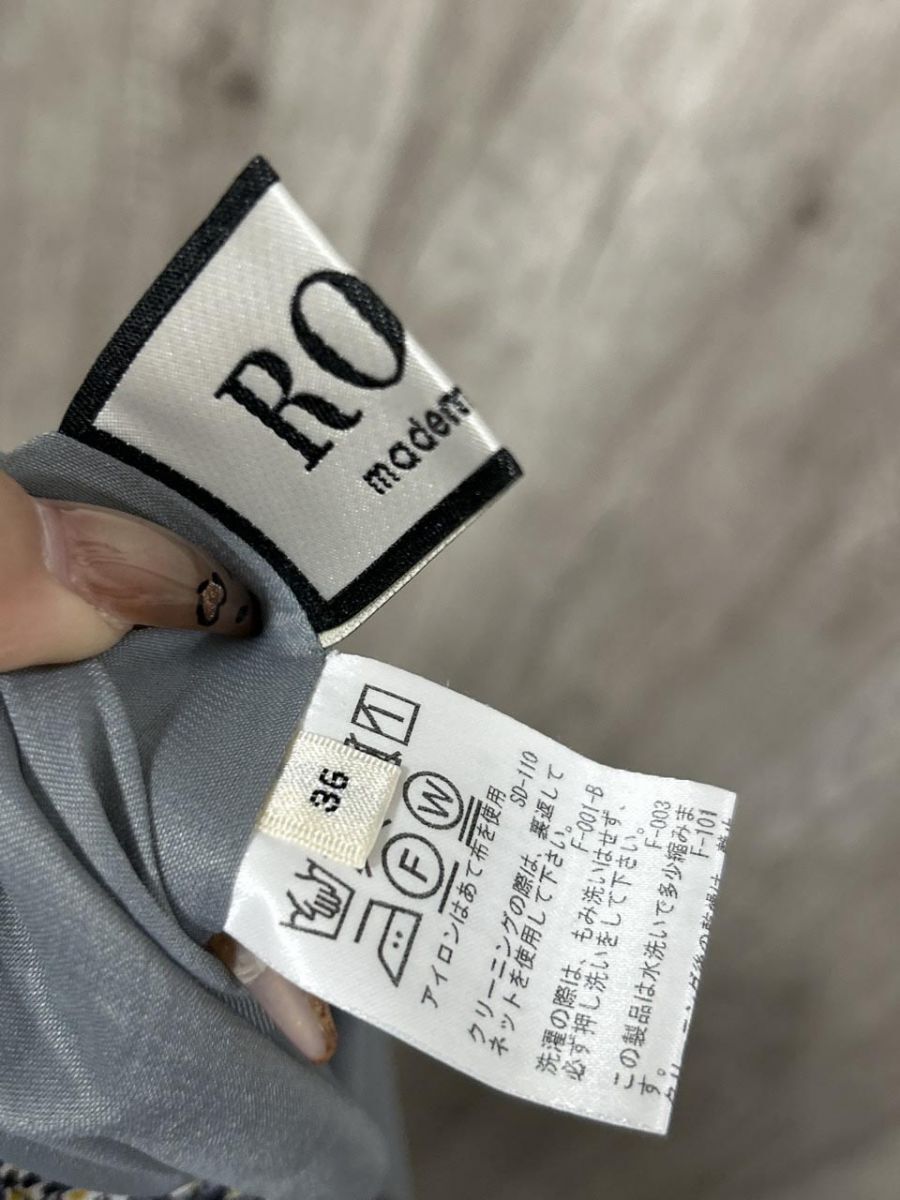 RO
36
W
F
アイロンはあて布を使用
SD-110
クリーニングの際は、裏返して
ネットを使用して下さい。
F-001-B
洗濯の際は、もみ洗いはせず、
必ず押し洗いをして下さい。
F-003
この製品は水洗いで多少縮みま
す。
F-101